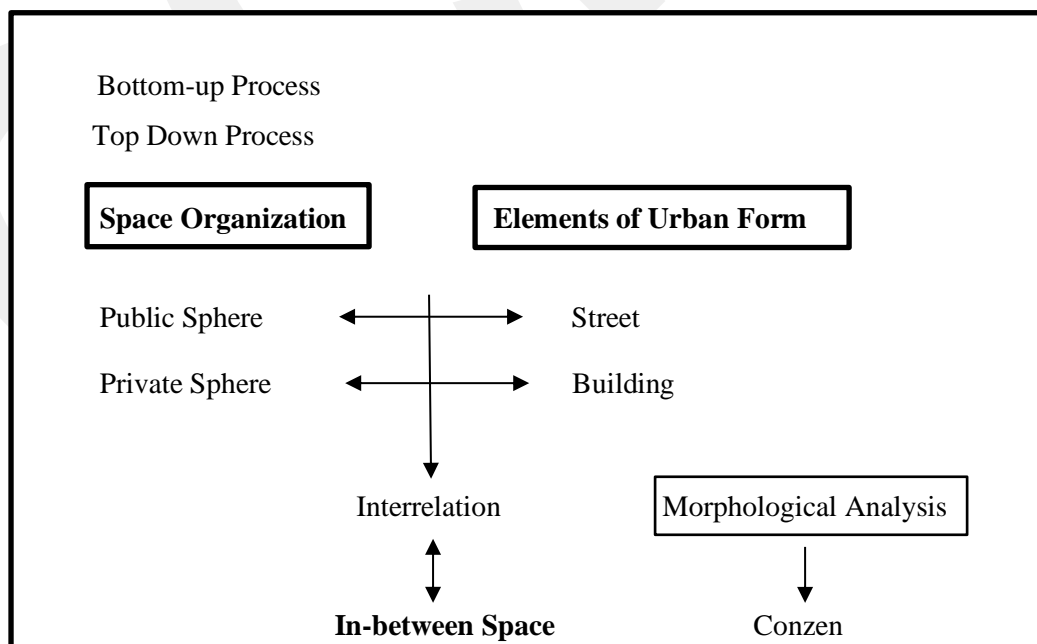 Bottom-up Process
Top Down Process
Space Organization
Elements of Urban Form
Public Sphere
Street
Private Sphere
Building
Interrelation
Morphological Analysis
In-between Space
Conzen